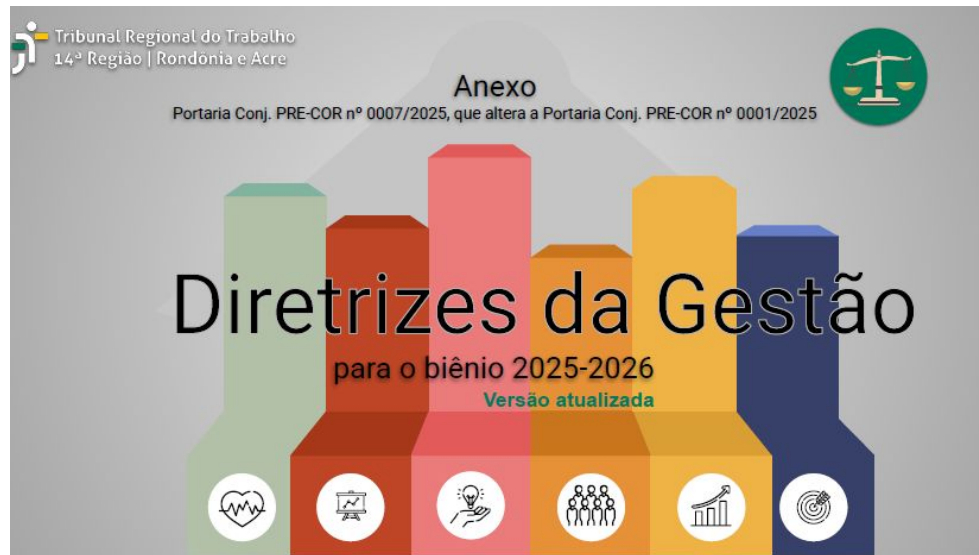 Tribunal Regional do Trabalho
14ª Região | Rondônia e Acre
Anexo
Portaria Conj. PRE-COR nº 0007/2025, que altera a Portaria Conj. PRE-COR nº 0001/2025
Diretrizes da Gestão
para o biênio 2025-2026
Versão atualizada